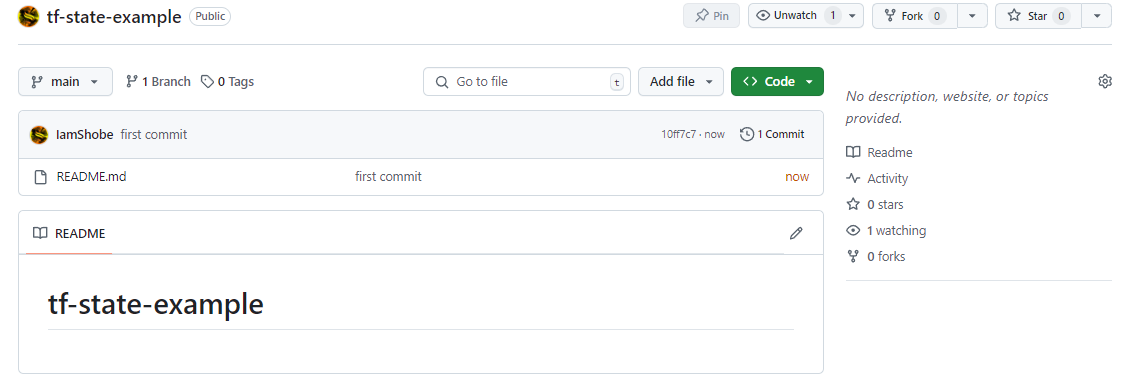 tf-state-example Public Pin Unwatch 1 Fork 0 Star 0
main 1 Branch 0 Tags Go to file t Add file Code
IamShobe first commit 10ff7c7 · now 1 Commit
README.md first commit now
README
tf-state-example
No description, website, or topics
provided.
Readme
Activity
0 stars
1 watching
0 forks